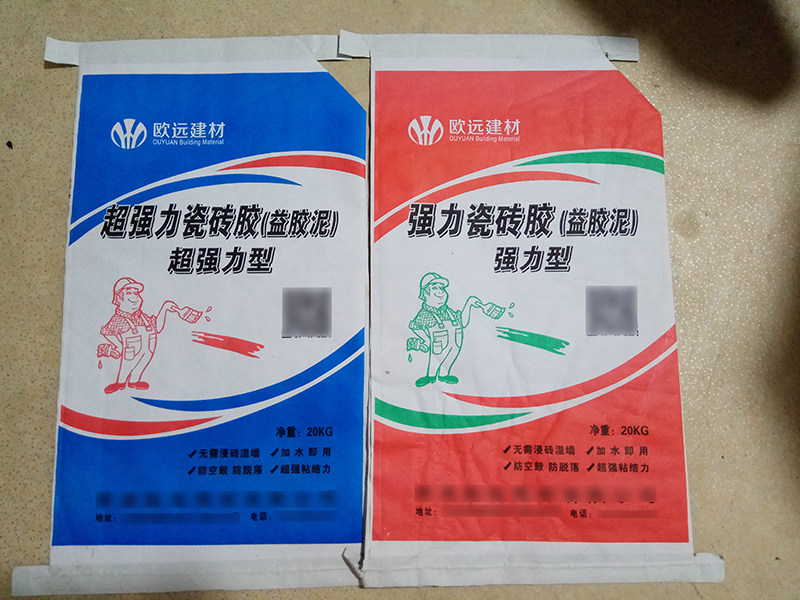 欧远建材
OUYUAN Building Material
超强力瓷砖胶(益胶泥)
超强力型
净重：20KG
✓无需浸砖湿墙 ✓加水即用
✓防空鼓 防脱落 ✓超强粘结力
地址： 电话：
欧远建材
OUYUAN Building Material
强力瓷砖胶(益胶泥)
强力型
净重：20KG
✓无需浸砖湿墙 ✓加水即用
✓防空鼓 防脱落 ✓超强粘结力
地址： 电话：